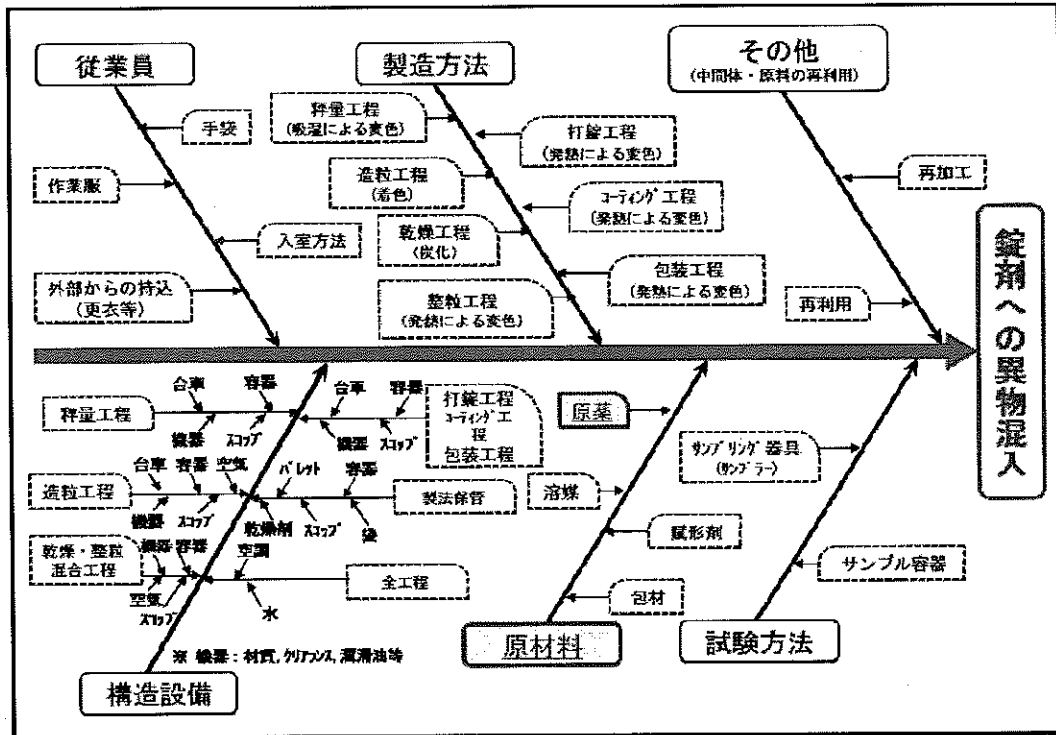 従業員
製造方法
その他
(中間体・原料の再利用)
手袋
作業服
入室方法
外部からの持込
(更衣等)
秤量工程
(吸湿による変色)
打錠工程
(発熱による変色)
造粒工程
(着色)
コーティング工程
(発熱による変色)
乾燥工程
(炭化)
包装工程
(発熱による変色)
整粒工程
(発熱による変色)
再加工
再利用
錠剤への異物混入
秤量工程
台車
容器
機器
スコップ
台車
容器
機器
スコップ
打錠工程
コーティング工
程
包装工程
造粒工程
台車
容器
空気
機器
スコップ
パレット
容器
乾燥剤
スコップ
袋
製法保管
乾燥・整粒
混合工程
機器
容器
空気
スコップ
空調
水
全工程
※ 機器:材質,クリアランス,潤滑油等
構造設備
原薬
溶媒
賦形剤
包材
原材料
サンプリング器具
(サンプラー)
サンプル容器
試験方法